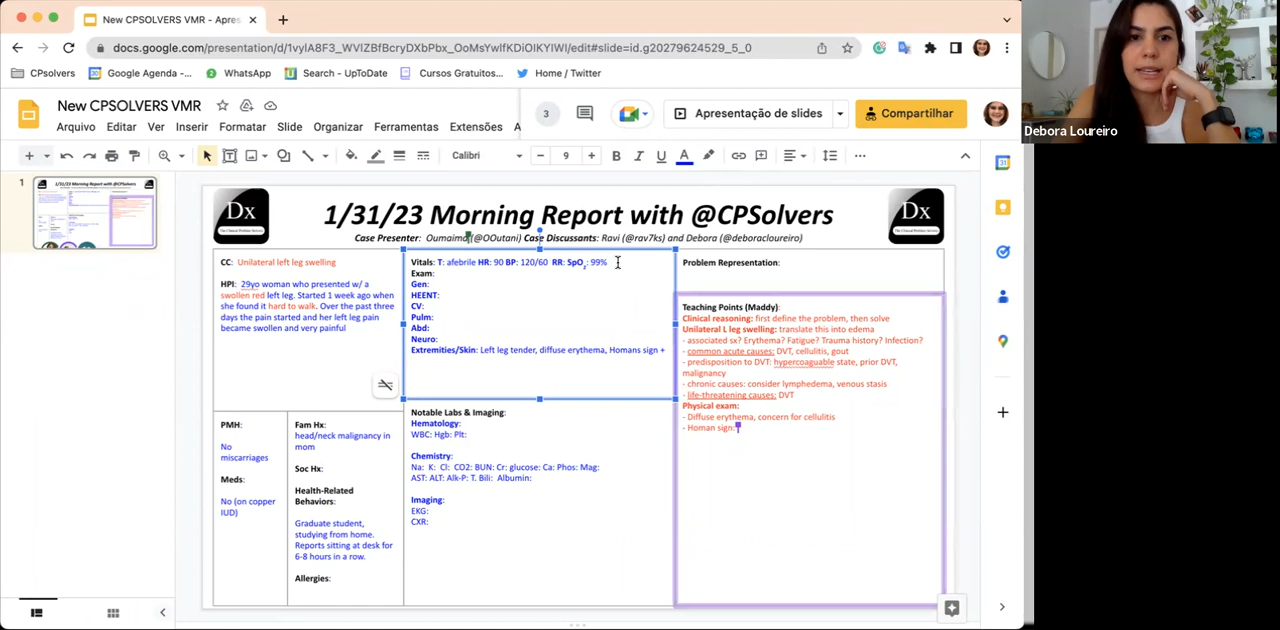 New CPSOLVERS VMR - Apres
docs.google.com/presentation/d/1vylA8F3_WVlZBfBcryDXbPbx_OoMsYwlfKDiOlKYIWI/edit#slide=id.g20279624529_5_0
CPsolvers
Google Agenda -...
WhatsApp
Search - UpToDate
Cursos Gratuitos...
Home / Twitter
New CPSOLVERS VMR
Arquivo Editar Ver Inserir Formatar Slide Organizar Ferramentas Extensões A
3
Apresentação de slides
Compartilhar
Debora Loureiro
Calibri
9
B I U A
1
Dx
The Clinical Problem Solvers
1/31/23 Morning Report with @CPSolvers
Case Presenter: Oumaima (@OOutani) Case Discussants: Ravi (@rav7ks) and Debora (@deboracloureiro)
Dx
The Clinical Problem Solvers
CC: Unilateral left leg swelling
HPI: 29yo woman who presented w/ a
swollen red left leg. Started 1 week ago when
she found it hard to walk. Over the past three
days the pain started and her left leg pain
became swollen and very painful
PMH:
No
miscarriages
Meds:
No (on copper
IUD)
Fam Hx:
head/neck malignancy in
mom
Soc Hx:
Health-Related
Behaviors:
Graduate student,
studying from home.
Reports sitting at desk for
6-8 hours in a row.
Allergies:
Vitals: T: afebrile HR: 90 BP: 120/60 RR: SpO2: 99%
Exam:
Gen:
HEENT:
CV:
Pulm:
Abd:
Neuro:
Extremities/Skin: Left leg tender, diffuse erythema, Homans sign +
Notable Labs & Imaging:
Hematology:
WBC: Hgb: Plt:
Chemistry:
Na: K: Cl: CO2: BUN: Cr: glucose: Ca: Phos: Mag:
AST: ALT: Alk-P: T. Bili: Albumin:
Imaging:
EKG:
CXR:
Problem Representation:
Teaching Points (Maddy):
Clinical reasoning: first define the problem, then solve
Unilateral L leg swelling: translate this into edema
- associated sx? Erythema? Fatigue? Trauma history? Infection?
- common acute causes: DVT, cellulitis, gout
- predisposition to DVT: hypercoaguable state, prior DVT,
malignancy
- chronic causes: consider lymphedema, venous stasis
- life-threatening causes: DVT
Physical exam:
- Diffuse erythema, concern for cellulitis
- Homan sign: